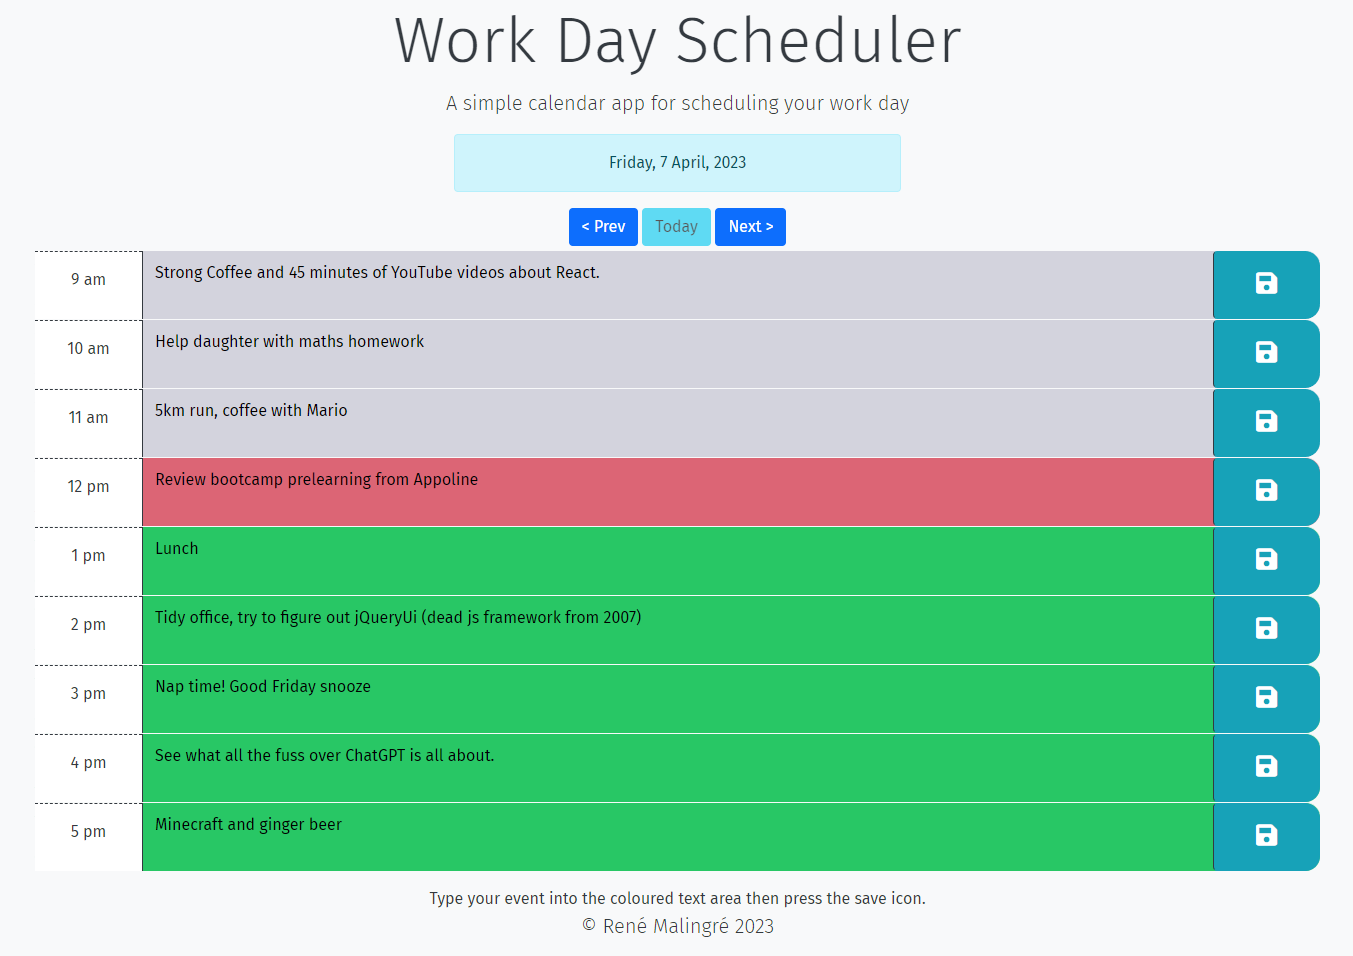 Work Day Scheduler
A simple calendar app for scheduling your work day
Friday, 7 April, 2023
< Prev Today Next >
9 am Strong Coffee and 45 minutes of YouTube videos about React.
10 am Help daughter with maths homework
11 am 5km run, coffee with Mario
12 pm Review bootcamp prelearning from Appoline
1 pm Lunch
2 pm Tidy office, try to figure out jQueryUi (dead js framework from 2007)
3 pm Nap time! Good Friday snooze
4 pm See what all the fuss over ChatGPT is all about.
5 pm Minecraft and ginger beer
Type your event into the coloured text area then press the save icon.
© René Malingré 2023